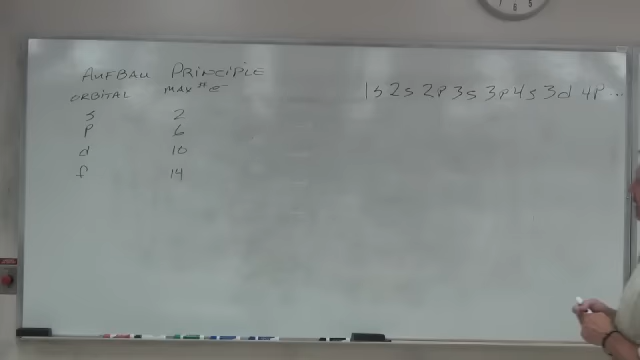 AUFBAU PRINCIPLE
ORBITAL MAX # e-
s 2
p 6
d 10
f 14
1s 2s 2p 3s 3p 4s 3d 4p ...